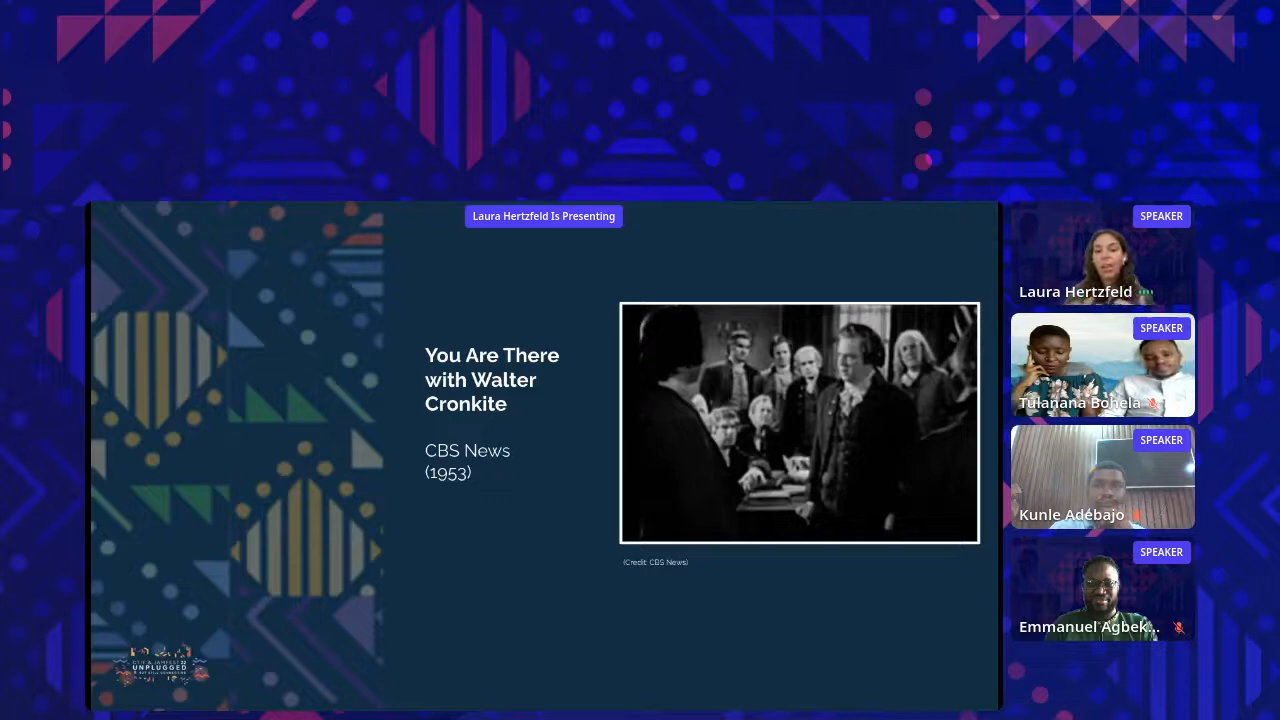 Laura Hertzfeld Is Presenting
You Are There
with Walter
Cronkite
CBS News
(1953)
(Credit: CBS News)
UNPLUGGED
SPEAKER
Laura Hertzfeld
SPEAKER
Tulanana Bohela
SPEAKER
Kunle Adebajo
SPEAKER
Emmanuel Agbek...